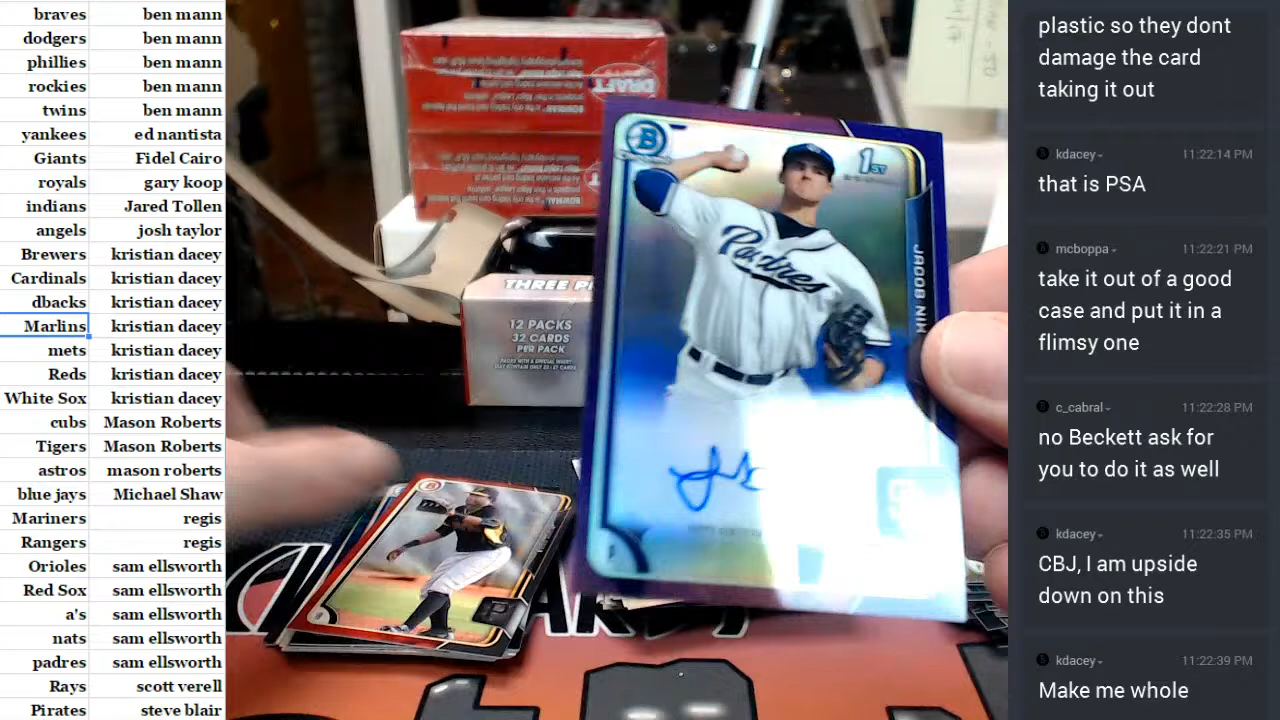 braves ben mann
dodgers ben mann
phillies ben mann
rockies ben mann
twins ben mann
yankees ed nantista
Giants Fidel Cairo
royals gary koop
indians Jared Tollen
angels josh taylor
Brewers kristian dacey
Cardinals kristian dacey
dbacks kristian dacey
Marlins kristian dacey
mets kristian dacey
Reds kristian dacey
White Sox kristian dacey
cubs Mason Roberts
Tigers Mason Roberts
astros mason roberts
blue jays Michael Shaw
Mariners regis
Rangers regis
Orioles sam ellsworth
Red Sox sam ellsworth
a's sam ellsworth
nats sam ellsworth
padres sam ellsworth
Rays scott verell
Pirates steve blair
DRAFT
BOWMAN
12 PACKS
32 CARDS
PER PACK
B
1ST
Padres
JACOB NIX
B
P
plastic so they dont
damage the card
taking it out
kdacey 11:22:14 PM
that is PSA
mcboppa 11:22:21 PM
take it out of a good
case and put it in a
flimsy one
c_cabral 11:22:28 PM
no Beckett ask for
you to do it as well
kdacey 11:22:35 PM
CBJ, I am upside
down on this
kdacey 11:22:39 PM
Make me whole